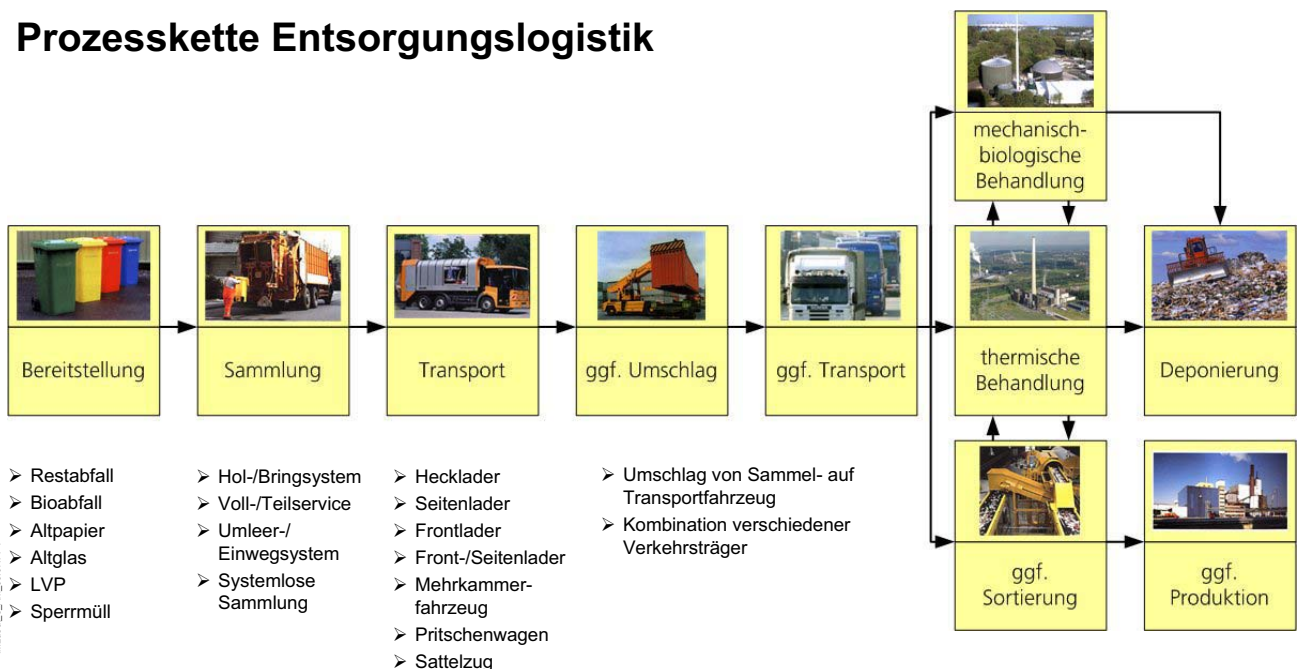 Prozesskette Entsorgungslogistik
mechanisch-
biologische
Behandlung
Bereitstellung
Sammlung
Transport
ggf. Umschlag
ggf. Transport
thermische
Behandlung
Deponierung
ggf.
Sortierung
ggf.
Produktion
➢ Restabfall
➢ Bioabfall
➢ Altpapier
➢ Altglas
➢ LVP
➢ Sperrmüll
➢ Hol-/Bringsystem
➢ Voll-/Teilservice
➢ Umleer-/
Einwegsystem
➢ Systemlose
Sammlung
➢ Hecklader
➢ Seitenlader
➢ Frontlader
➢ Front-/Seitenlader
➢ Mehrkammer-
fahrzeug
➢ Pritschenwagen
➢ Sattelzug
➢ Umschlag von Sammel- auf
Transportfahrzeug
➢ Kombination verschiedener
Verkehrsträger